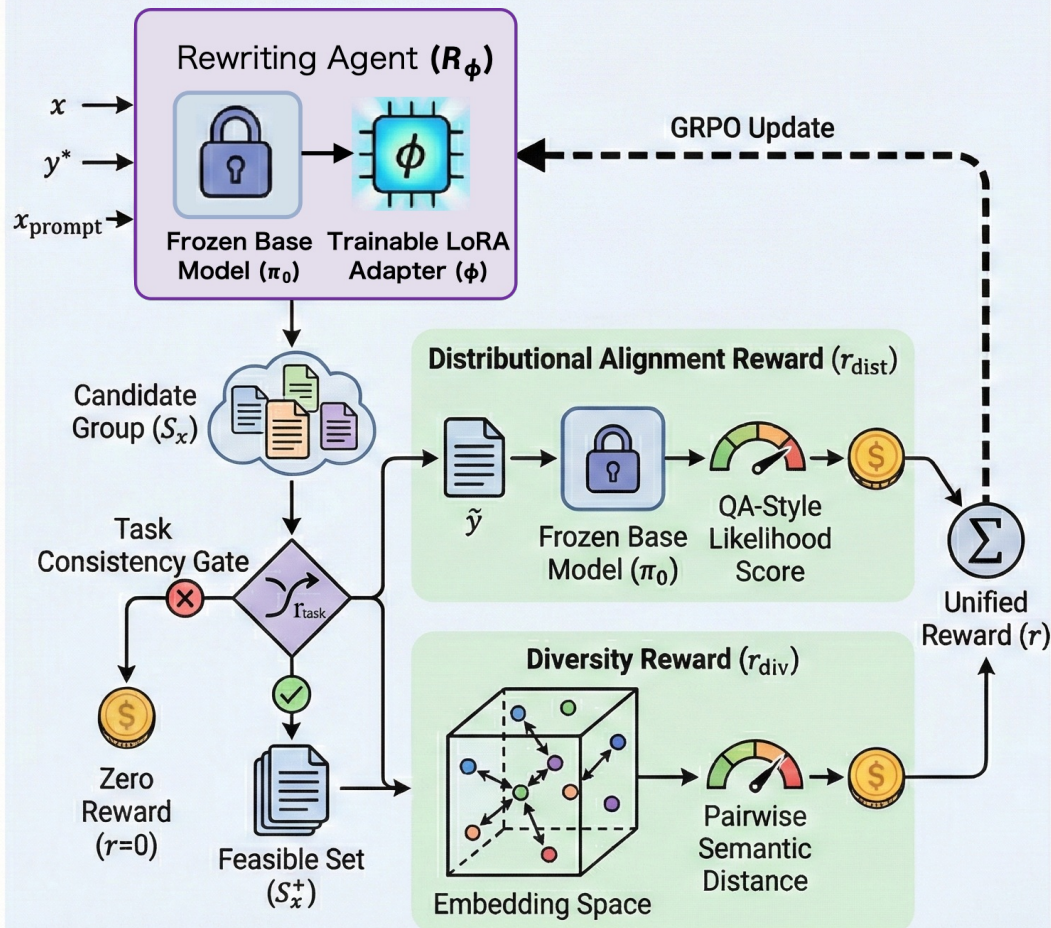 Rewriting Agent (R_ϕ)
x
y*
x_prompt
ϕ
Frozen Base
Model (π₀)
Trainable LoRA
Adapter (ϕ)
GRPO Update
Candidate
Group (S_x)
Distributional Alignment Reward (r_dist)
ỹ
Frozen Base
Model (π₀)
QA-Style
Likelihood
Score
$
Σ
Unified
Reward (r)
Task
Consistency Gate
r_task
$
Zero
Reward
(r=0)
Feasible Set
(S_x^+)
Diversity Reward (r_div)
Embedding Space
Pairwise
Semantic
Distance
$